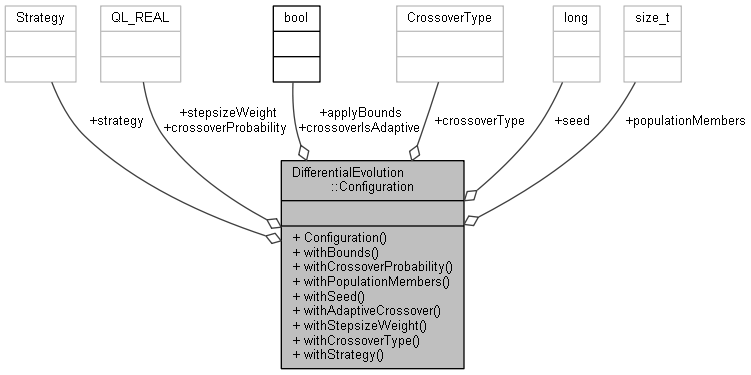 Strategy
QL_REAL
bool
CrossoverType
long
size_t
+strategy
+stepsizeWeight
+crossoverProbability
+applyBounds
+crossoverIsAdaptive
+crossoverType
+seed
+populationMembers
DifferentialEvolution
::Configuration
+ Configuration()
+ withBounds()
+ withCrossoverProbability()
+ withPopulationMembers()
+ withSeed()
+ withAdaptiveCrossover()
+ withStepsizeWeight()
+ withCrossoverType()
+ withStrategy()